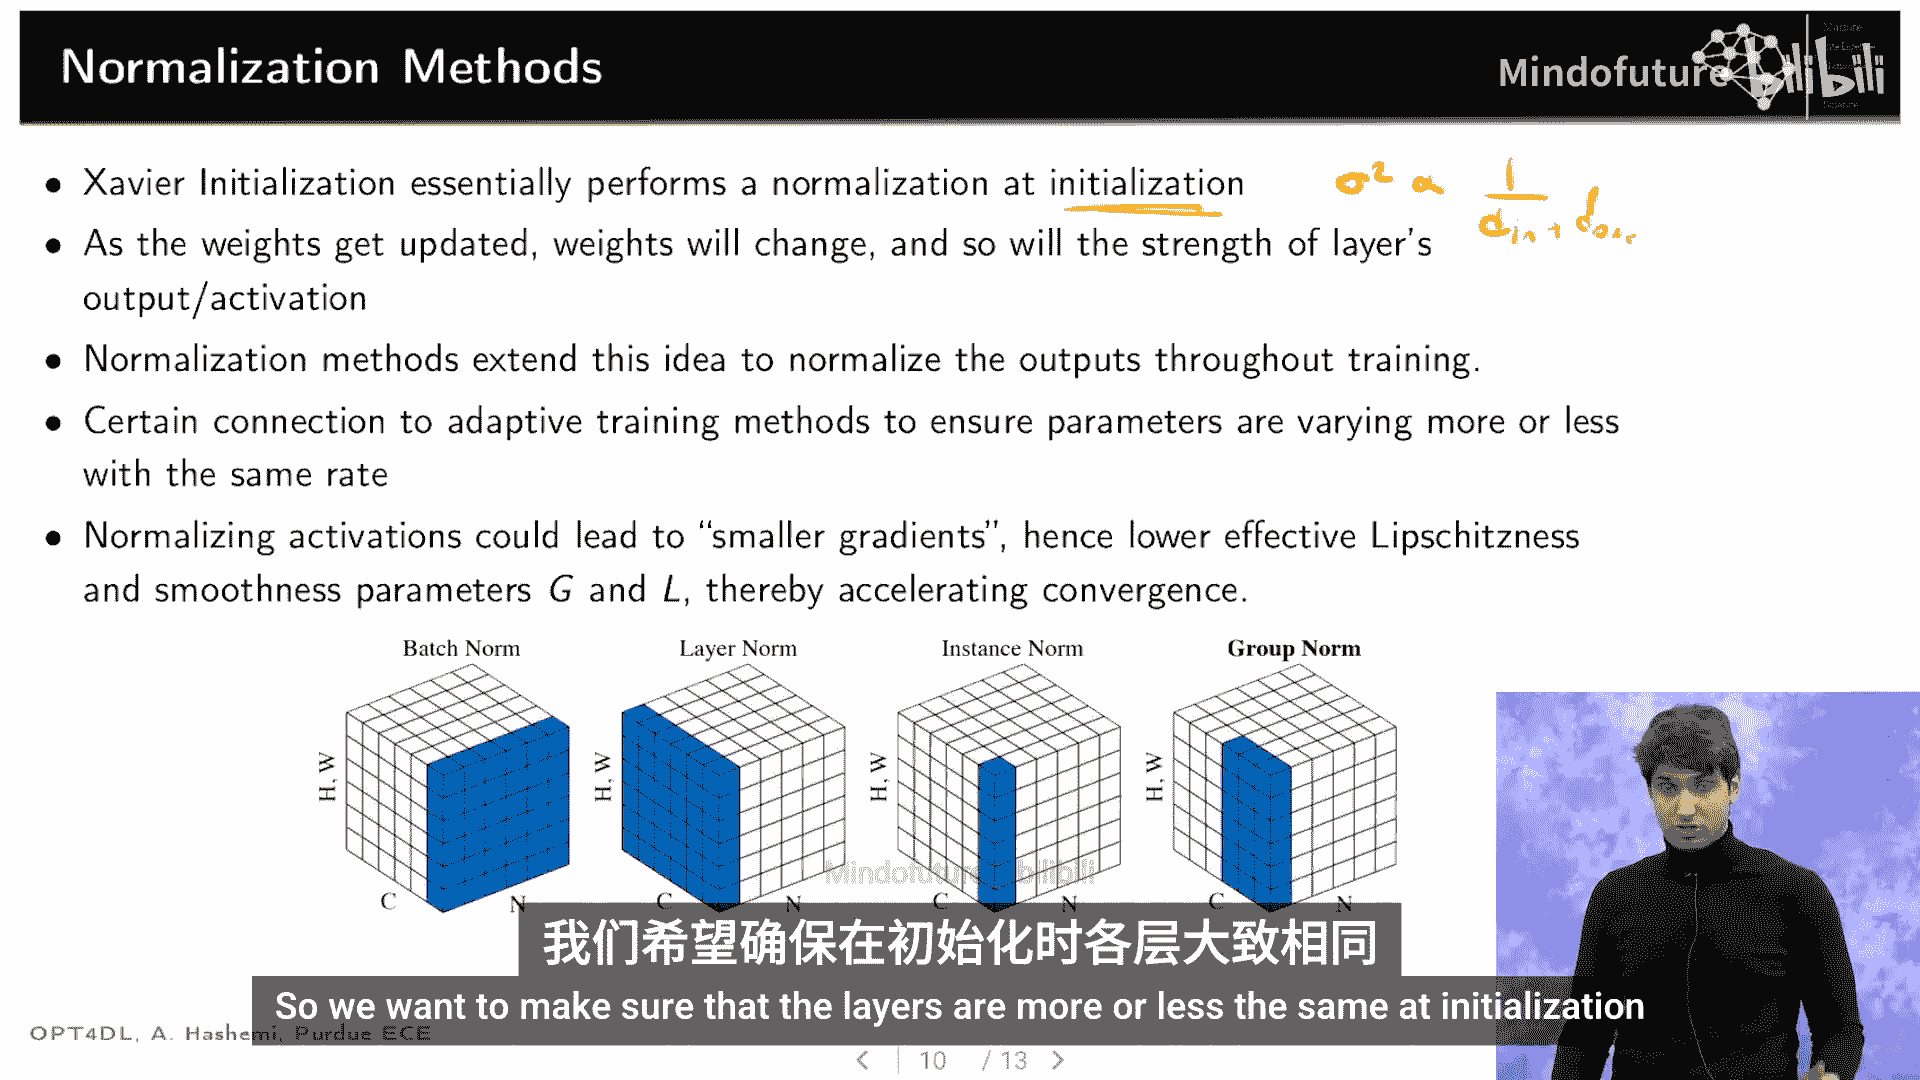 Normalization Methods
Mindofuture
bilibili
• Xavier Initialization essentially performs a normalization at initialization
σ² α 1
• As the weights get updated, weights will change, and so will the strength of layer's
din + dout
output/activation
• Normalization methods extend this idea to normalize the outputs throughout training.
• Certain connection to adaptive training methods to ensure parameters are varying more or less
with the same rate
• Normalizing activations could lead to “smaller gradients”, hence lower effective Lipschitzness
and smoothness parameters G and L, thereby accelerating convergence.
Batch Norm Layer Norm Instance Norm Group Norm
H, W H, W H, W H, W
Mindofuture bilibili
C N C N C N C N
我们希望确保在初始化时各层大致相同
So we want to make sure that the layers are more or less the same at initialization
OPT4DL, A. Hashemi, Purdue ECE
< 10 / 13 >